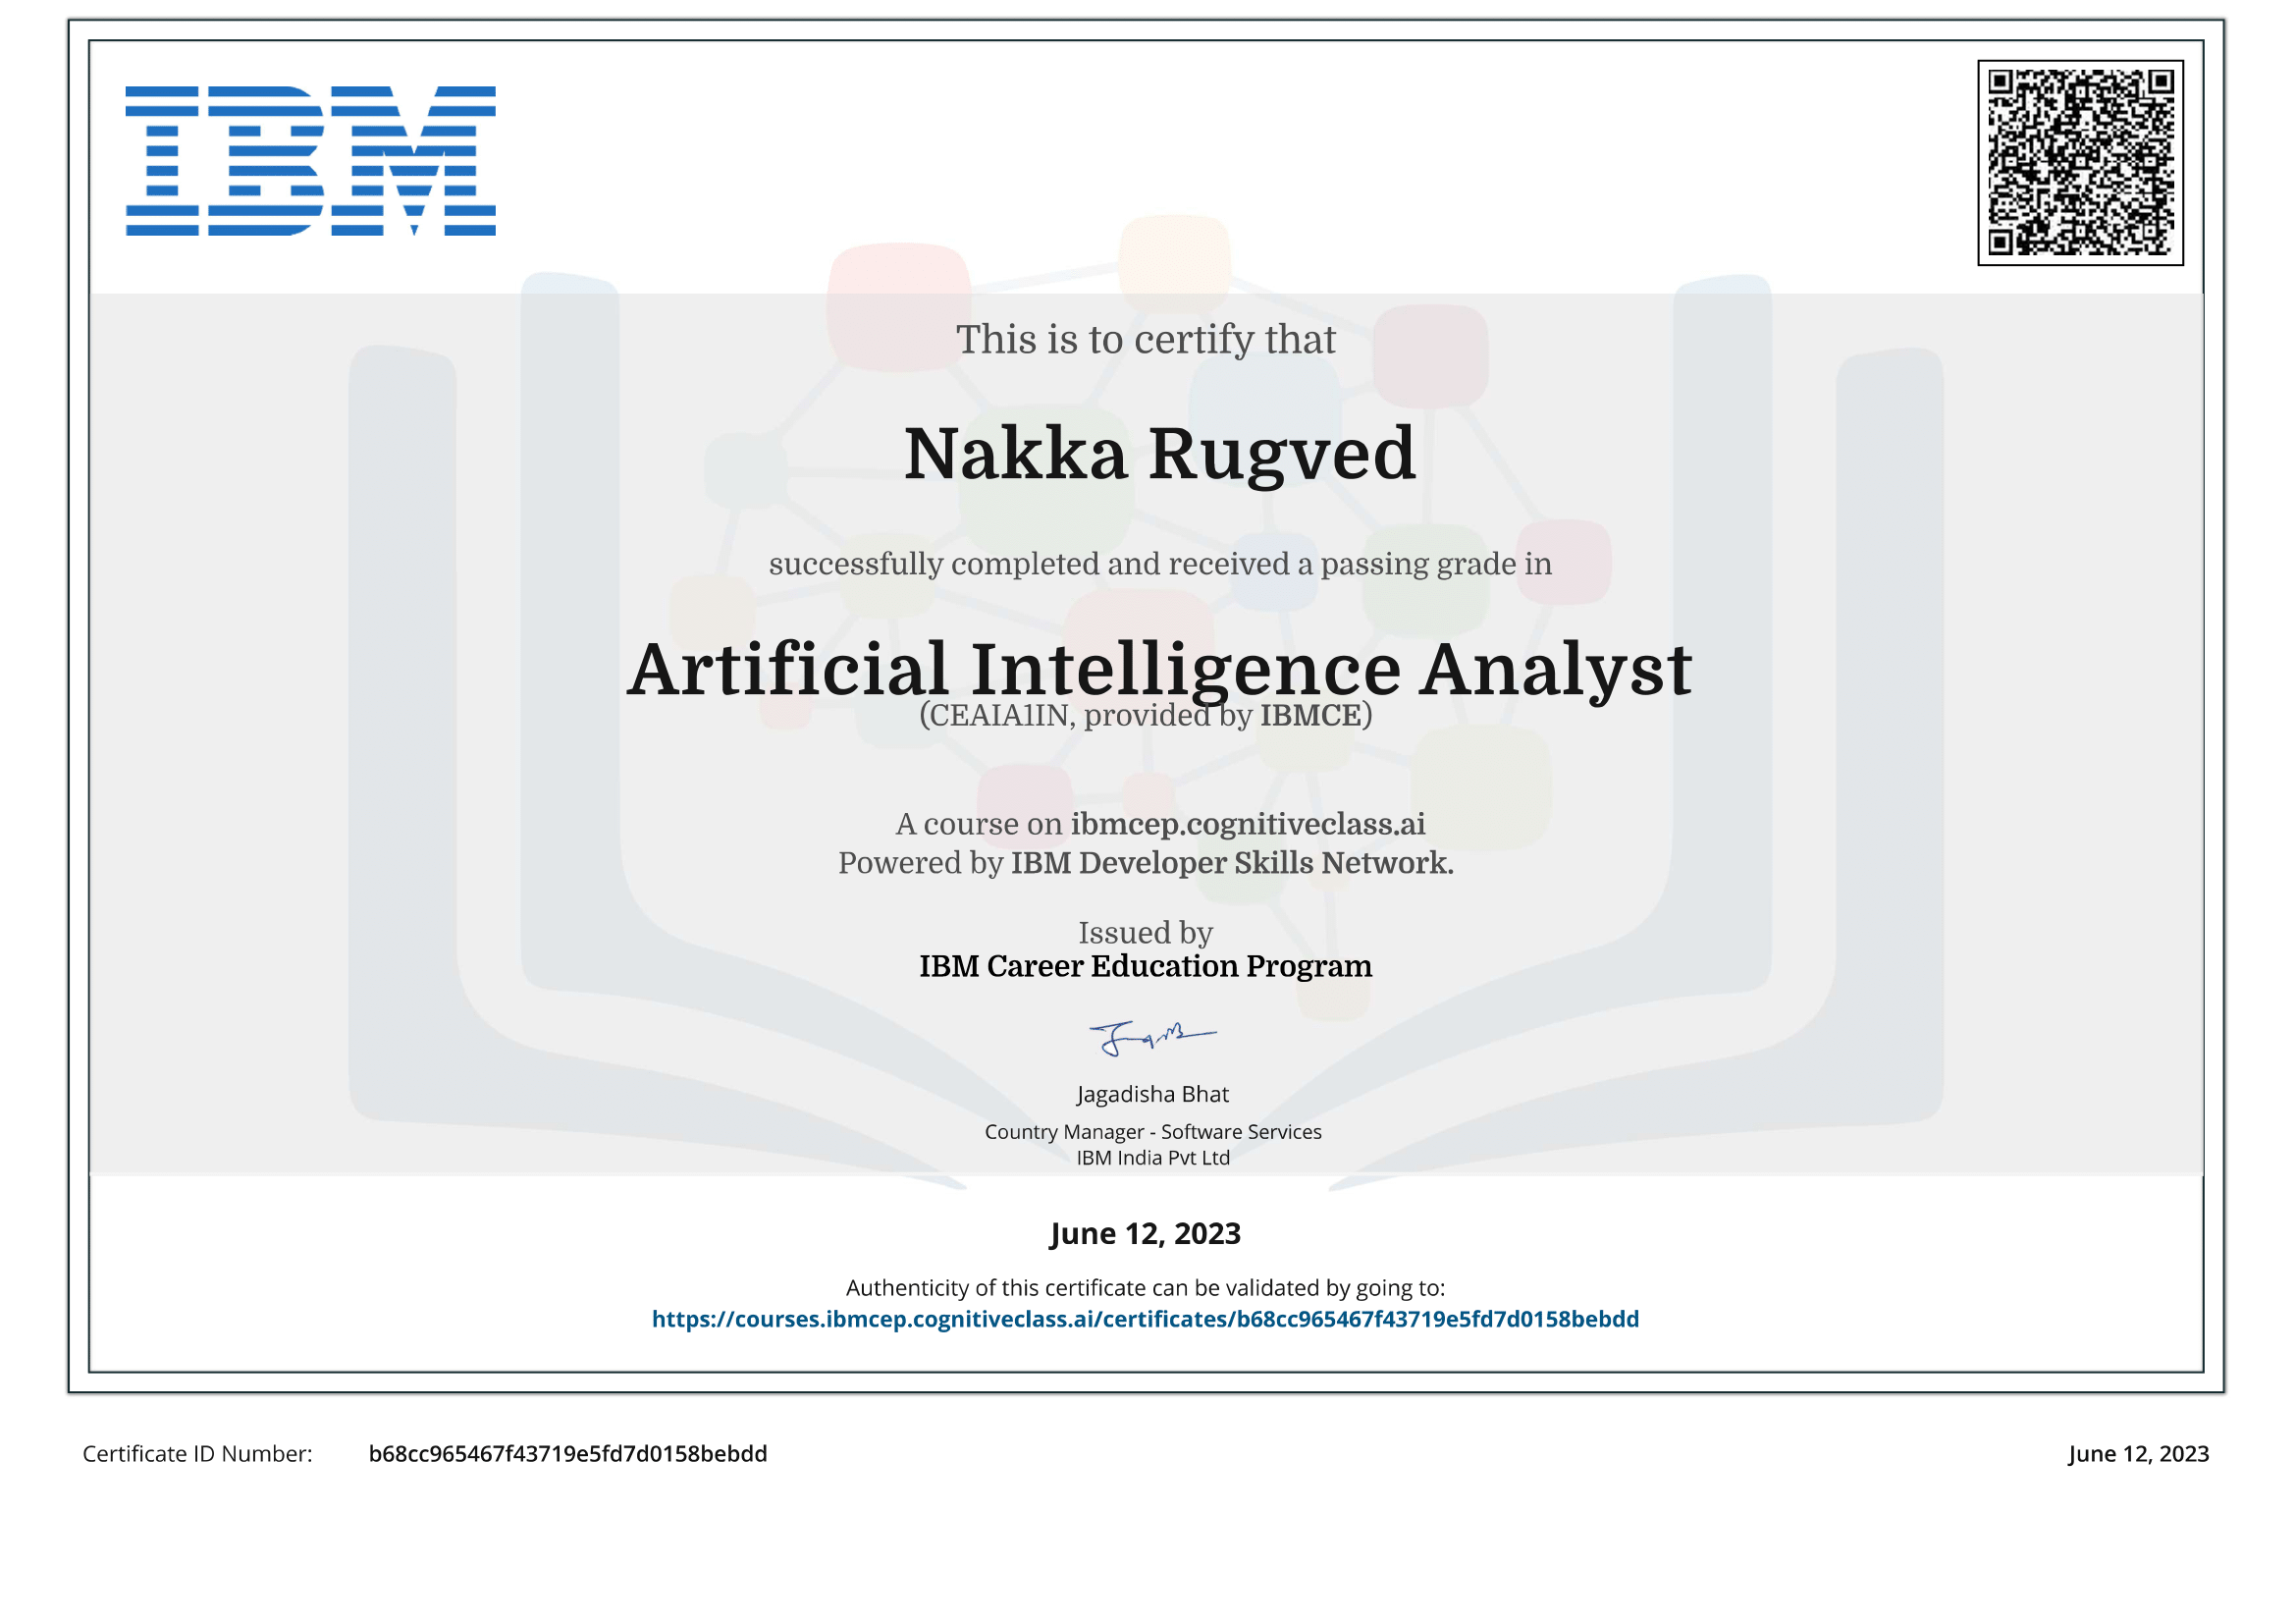 IBM
This is to certify that
Nakka Rugved
successfully completed and received a passing grade in
Artificial Intelligence Analyst
(CEAIA1IN, provided by IBMCE)
A course on ibmcep.cognitiveclass.ai
Powered by IBM Developer Skills Network.
Issued by
IBM Career Education Program
Jagadisha Bhat
Country Manager - Software Services
IBM India Pvt Ltd
June 12, 2023
Authenticity of this certificate can be validated by going to:
https://courses.ibmcep.cognitiveclass.ai/certificates/b68cc965467f43719e5fd7d0158bebdd
Certificate ID Number: b68cc965467f43719e5fd7d0158bebdd June 12, 2023